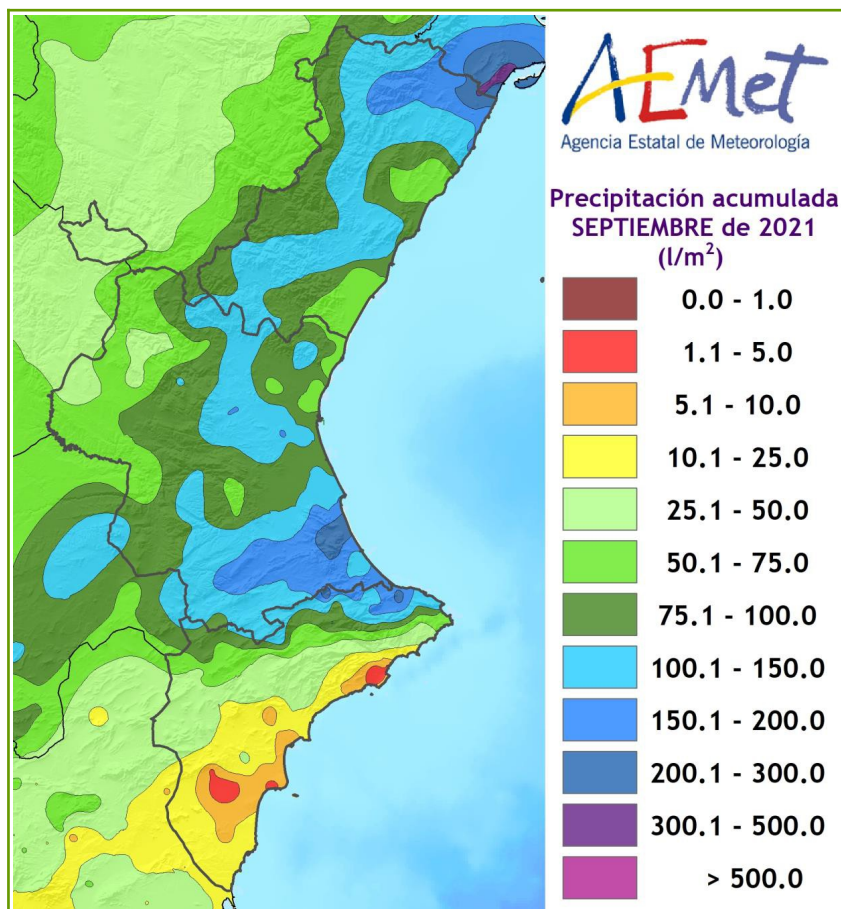 AEMet
Agencia Estatal de Meteorología
Precipitación acumulada
SEPTIEMBRE de 2021
(l/m²)
0.0 - 1.0
1.1 - 5.0
5.1 - 10.0
10.1 - 25.0
25.1 - 50.0
50.1 - 75.0
75.1 - 100.0
100.1 - 150.0
150.1 - 200.0
200.1 - 300.0
300.1 - 500.0
> 500.0